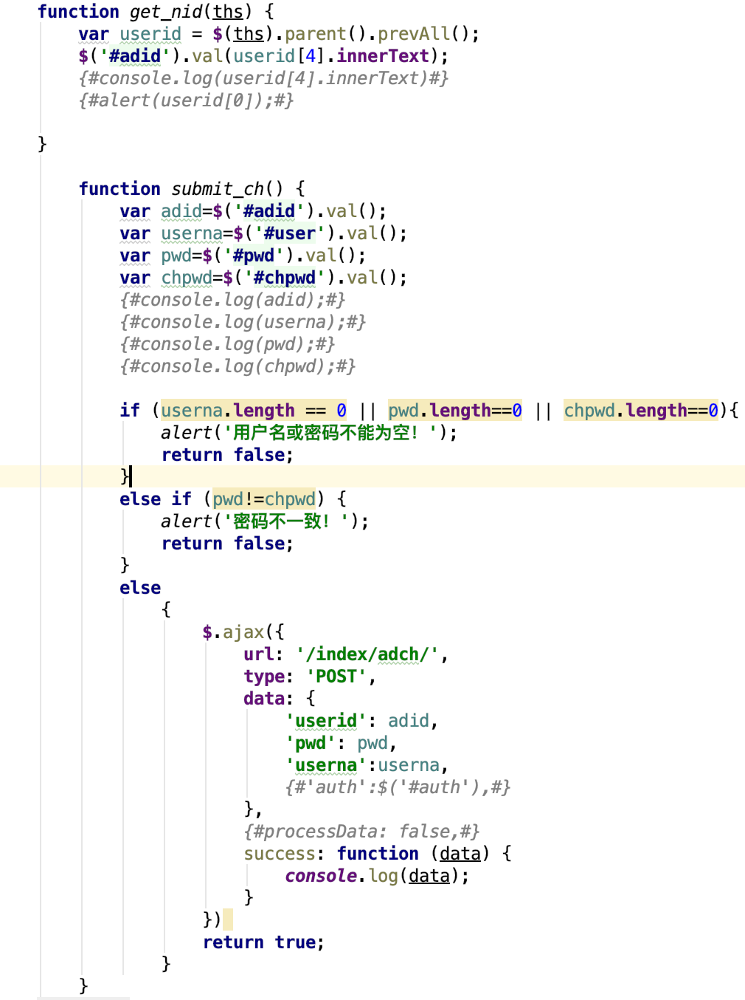 function get_nid(ths) {
var userid = $(ths).parent().prevAll();
$('#adid').val(userid[4].innerText);
{#console.log(userid[4].innerText)#}
{#alert(userid[0]);#}
}
function submit_ch() {
var adid=$('#adid').val();
var userna=$('#user').val();
var pwd=$('#pwd').val();
var chpwd=$('#chpwd').val();
{#console.log(adid);#}
{#console.log(userna);#}
{#console.log(pwd);#}
{#console.log(chpwd);#}
if (userna.length == 0 || pwd.length==0 || chpwd.length==0){
alert('用户名或密码不能为空！');
return false;
}
else if (pwd!=chpwd) {
alert('密码不一致！');
return false;
}
else
{
$.ajax({
url: '/index/adch/',
type: 'POST',
data: {
'userid': adid,
'pwd': pwd,
'userna':userna,
{#'auth':$('#auth'),#}
},
{#processData: false,#}
success: function (data) {
console.log(data);
}
})
return true;
}
}